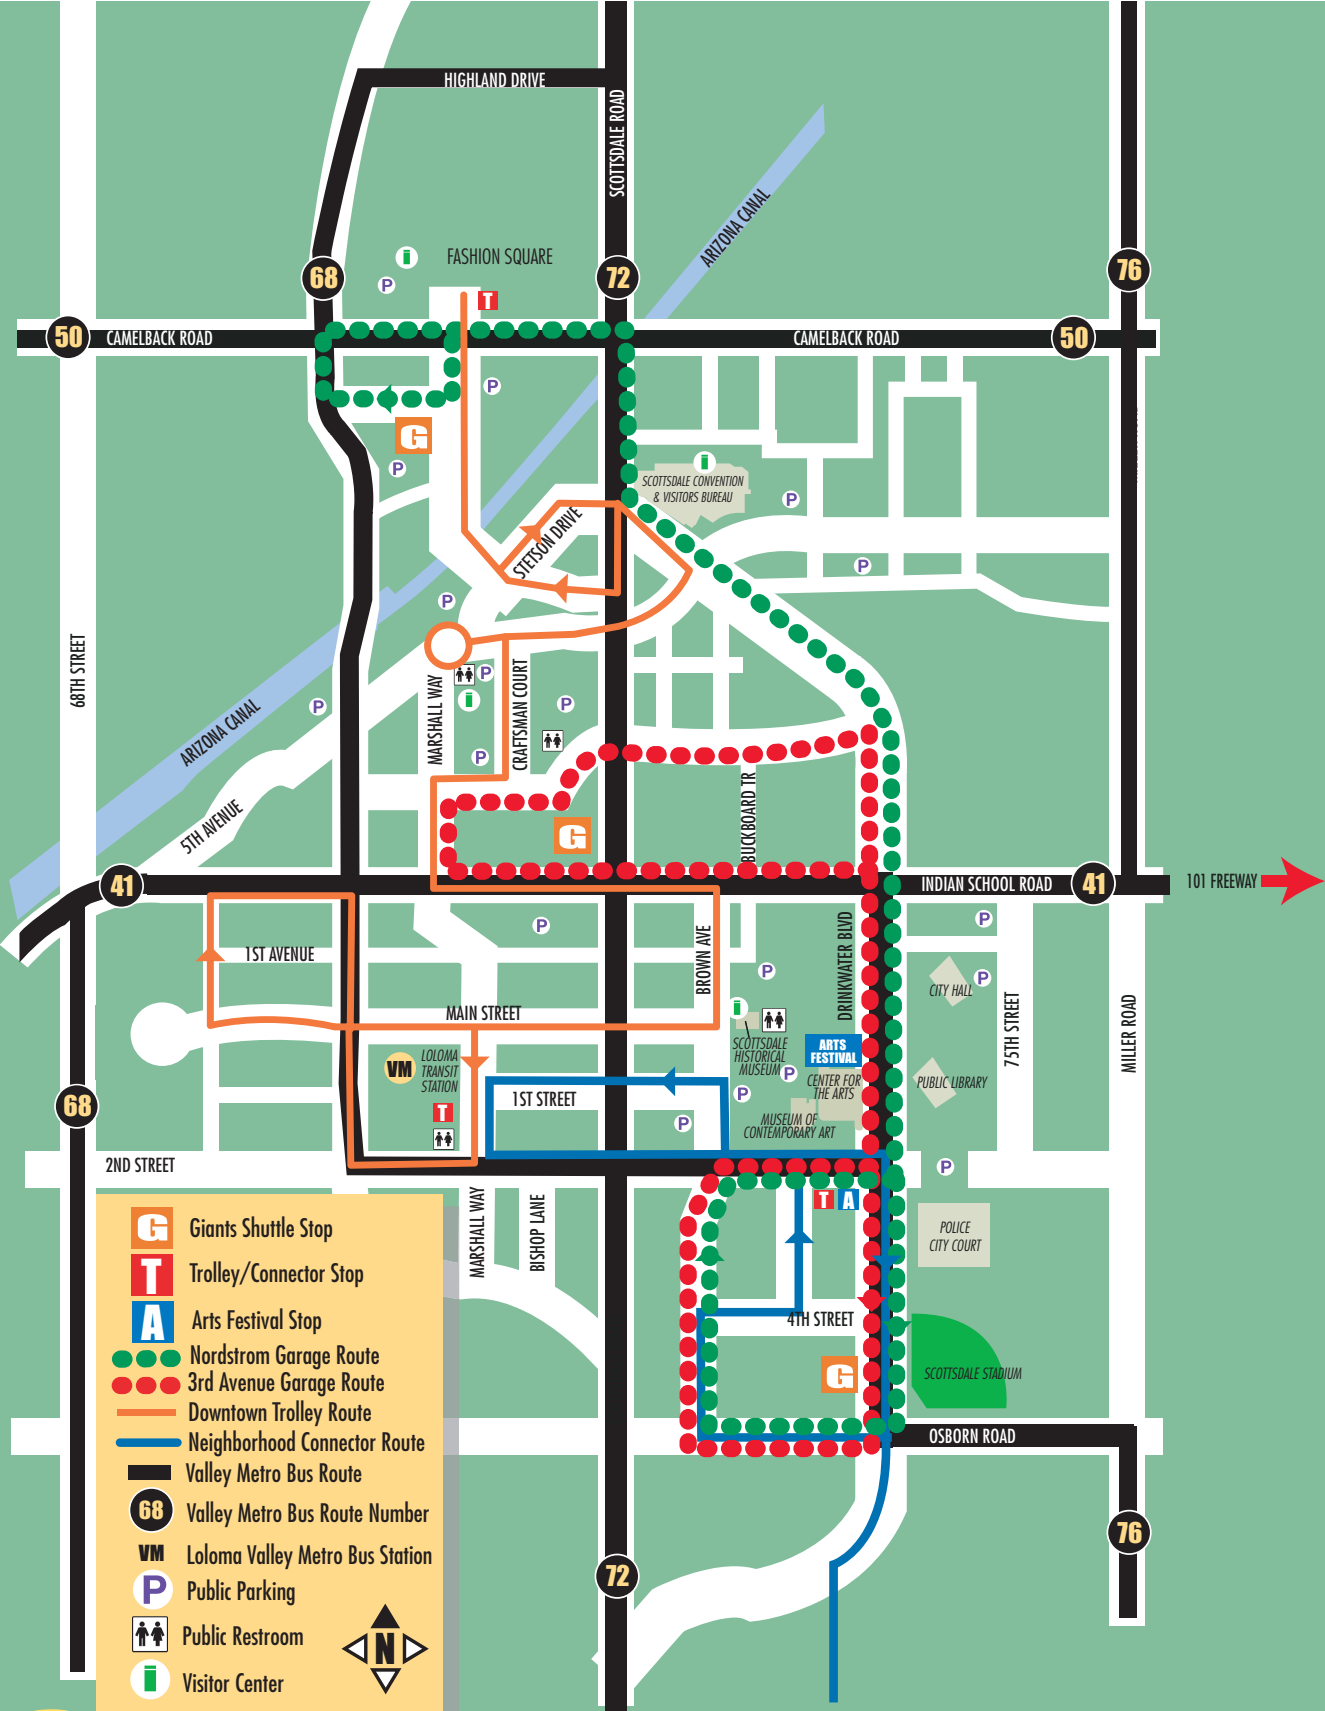 HIGHLAND DRIVE
SCOTTSDALE ROAD
ARIZONA CANAL
FASHION SQUARE
68
72
76
T
P
50
CAMELBACK ROAD
CAMELBACK ROAD
50
P
G
P
SCOTTSDALE CONVENTION
& VISITORS BUREAU
P
STETSON DRIVE
P
P
68TH STREET
P
MARSHALL WAY
CRAFTSMAN COURT
P
P
ARIZONA CANAL
P
BUCKBOARD TR
5TH AVENUE
G
41
INDIAN SCHOOL ROAD
41
101 FREEWAY
P
P
1ST AVENUE
BROWN AVE
DRINKWATER BLVD
P
CITY HALL
P
MAIN STREET
75TH STREET
MILLER ROAD
SCOTTSDALE
HISTORICAL
MUSEUM
ARTS
FESTIVAL
VM
LOLOMA
TRANSIT
STATION
P
CENTER FOR
THE ARTS
PUBLIC LIBRARY
68
T
1ST STREET
P
P
MUSEUM OF
CONTEMPORARY ART
2ND STREET
P
MARSHALL WAY
BISHOP LANE
T
A
POLICE
CITY COURT
4TH STREET
G
SCOTTSDALE STADIUM
OSBORN ROAD
72
76
G
Giants Shuttle Stop
T
Trolley/Connector Stop
A
Arts Festival Stop
Nordstrom Garage Route
3rd Avenue Garage Route
Downtown Trolley Route
Neighborhood Connector Route
Valley Metro Bus Route
68
Valley Metro Bus Route Number
VM
Loloma Valley Metro Bus Station
P
Public Parking
Public Restroom
N
Visitor Center